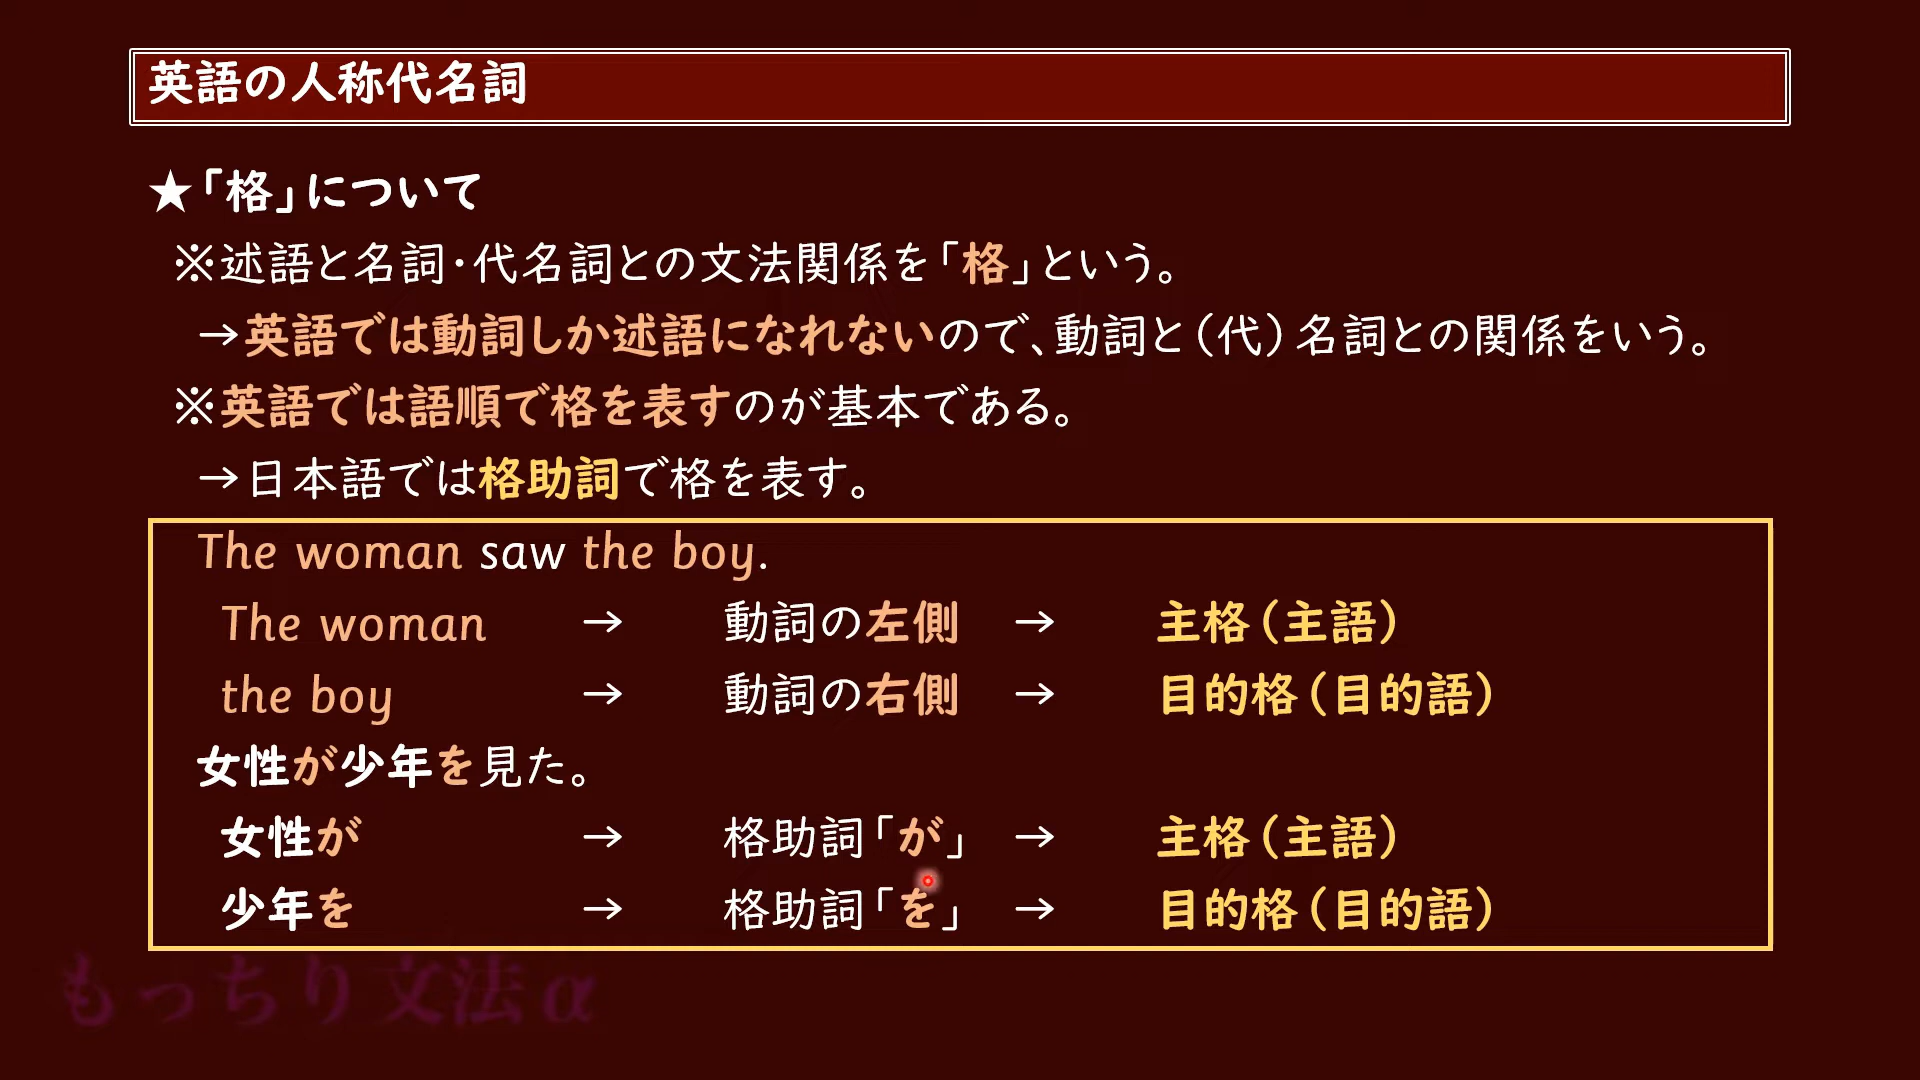 英語の人称代名詞
★「格」について
※述語と名詞・代名詞との文法関係を「格」という。
→英語では動詞しか述語になれないので、動詞と(代)名詞との関係をいう。
※英語では語順で格を表すのが基本である。
→日本語では格助詞で格を表す。
The woman saw the boy.
The woman → 動詞の左側 → 主格(主語)
the boy → 動詞の右側 → 目的格(目的語)
女性が少年を見た。
女性が → 格助詞「が」 → 主格(主語)
少年を → 格助詞「を」 → 目的格(目的語)
もっちり文法α